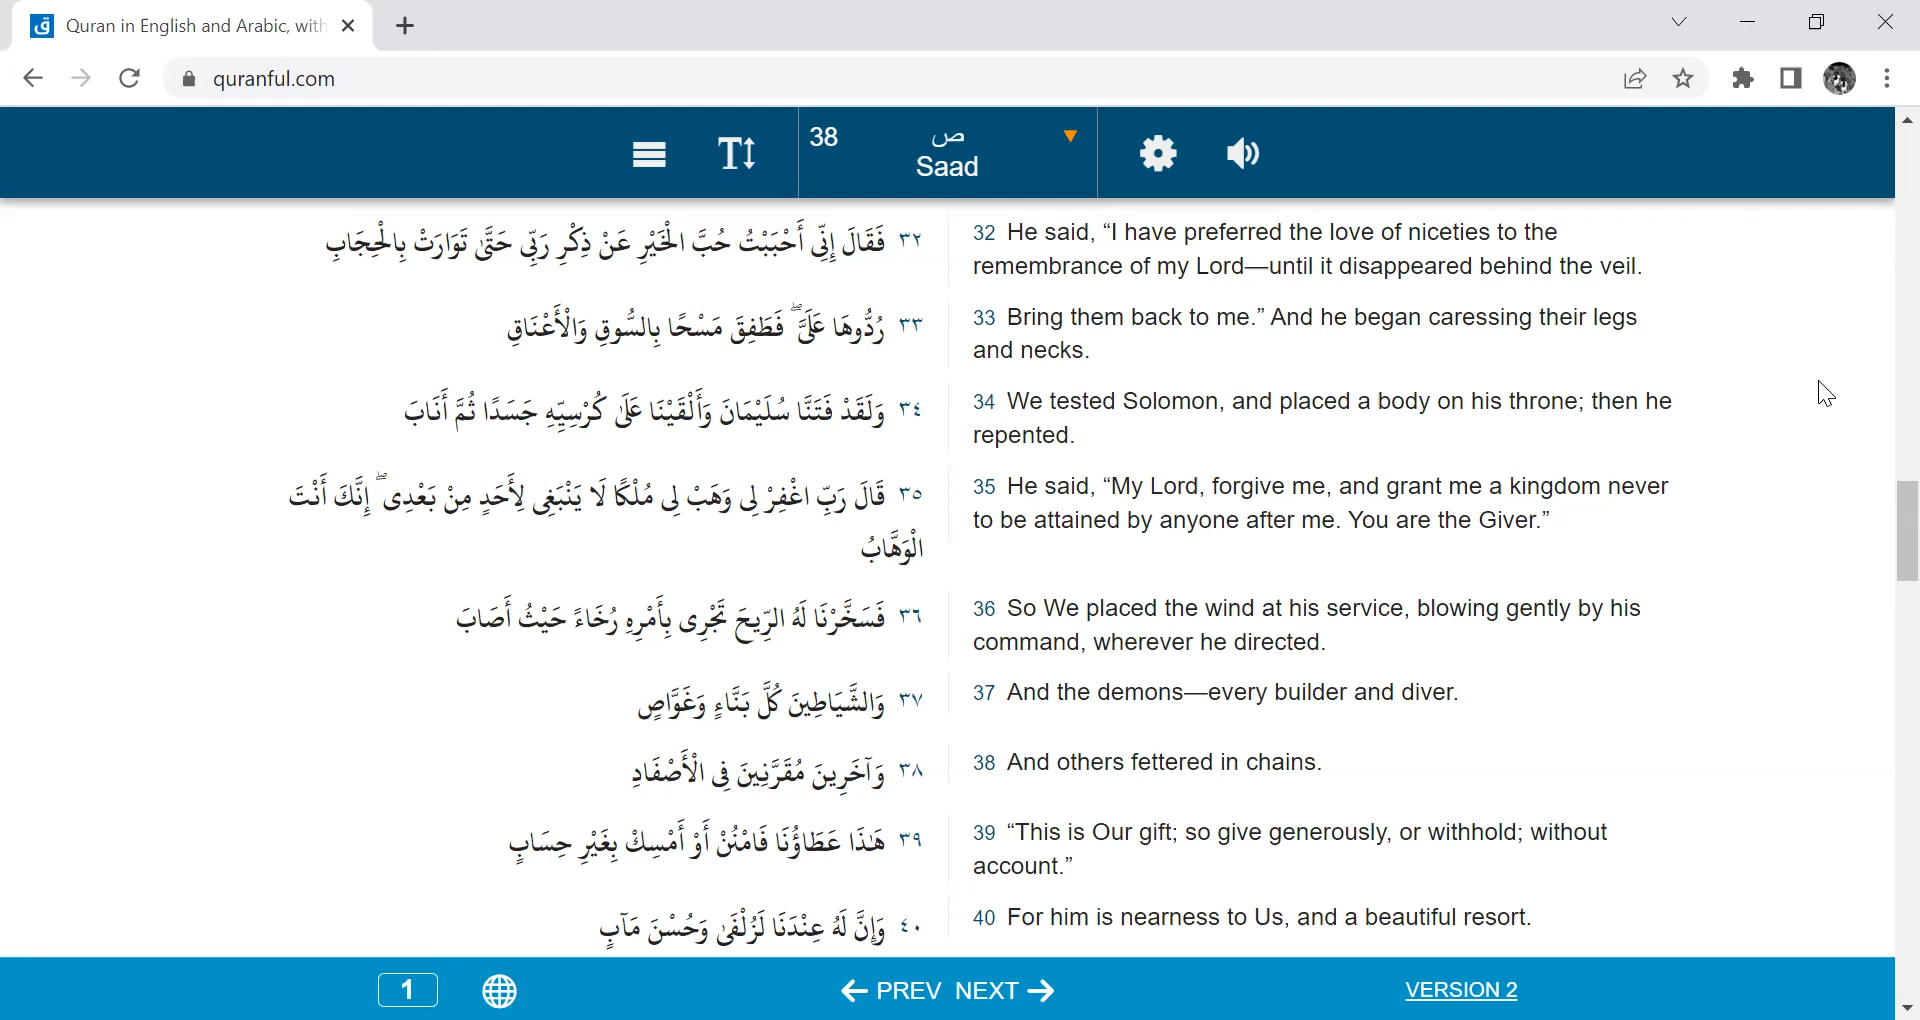 Quran in English and Arabic, with
quranful.com
38
ص
Saad
٣٢ فَقَالَ إِنِّي أَحْبَبْتُ حُبَّ الْخَيْرِ عَنْ ذِكْرِ رَبِّي حَتَّىٰ تَوَارَتْ بِالْحِجَابِ
32 He said, “I have preferred the love of niceties to the
remembrance of my Lord—until it disappeared behind the veil.
٣٣ رُدُّوهَا عَلَيَّ ۖ فَطَفِقَ مَسْحًا بِالسُّوقِ وَالْأَعْنَاقِ
33 Bring them back to me.” And he began caressing their legs
and necks.
٣٤ وَلَقَدْ فَتَنَّا سُلَيْمَانَ وَأَلْقَيْنَا عَلَىٰ كُرْسِيِّهِ جَسَدًا ثُمَّ أَنَابَ
34 We tested Solomon, and placed a body on his throne; then he
repented.
٣٥ قَالَ رَبِّ اغْفِرْ لِي وَهَبْ لِي مُلْكًا لَا يَنْبَغِي لِأَحَدٍ مِنْ بَعْدِي ۖ إِنَّكَ أَنْتَ
الْوَهَّابُ
35 He said, “My Lord, forgive me, and grant me a kingdom never
to be attained by anyone after me. You are the Giver.”
٣٦ فَسَخَّرْنَا لَهُ الرِّيحَ تَجْرِي بِأَمْرِهِ رُخَاءً حَيْثُ أَصَابَ
36 So We placed the wind at his service, blowing gently by his
command, wherever he directed.
٣٧ وَالشَّيَاطِينَ كُلَّ بَنَّاءٍ وَغَوَّاصٍ
37 And the demons—every builder and diver.
٣٨ وَآخَرِينَ مُقَرَّنِينَ فِي الْأَصْفَادِ
38 And others fettered in chains.
٣٩ هَٰذَا عَطَاؤُنَا فَامْنُنْ أَوْ أَمْسِكْ بِغَيْرِ حِسَابٍ
39 “This is Our gift; so give generously, or withhold; without
account.”
٤٠ وَإِنَّ لَهُ عِنْدَنَا لَزُلْفَىٰ وَحُسْنَ مَآبٍ
40 For him is nearness to Us, and a beautiful resort.
1
PREV NEXT
VERSION 2